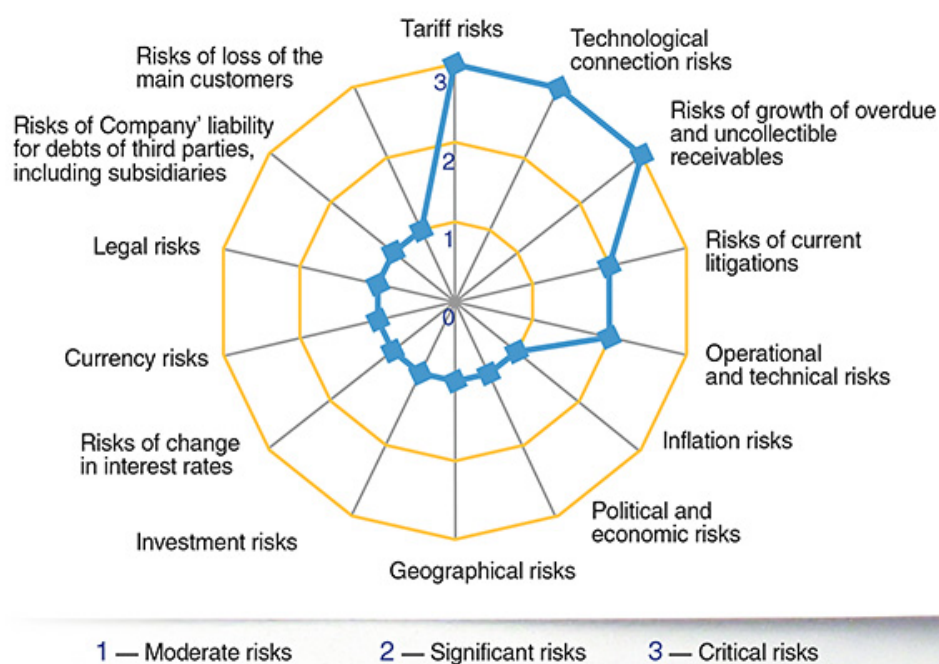 Tariff risks
Technological
connection risks
Risks of growth of overdue
and uncollectible
receivables
Risks of current
litigations
Operational
and technical risks
Inflation risks
Political and
economic risks
Geographical risks
Investment risks
Risks of change
in interest rates
Currency risks
Legal risks
Risks of Company’ liability
for debts of third parties,
including subsidiaries
Risks of loss of the
main customers
3
2
1
0
1 — Moderate risks
2 — Significant risks
3 — Critical risks